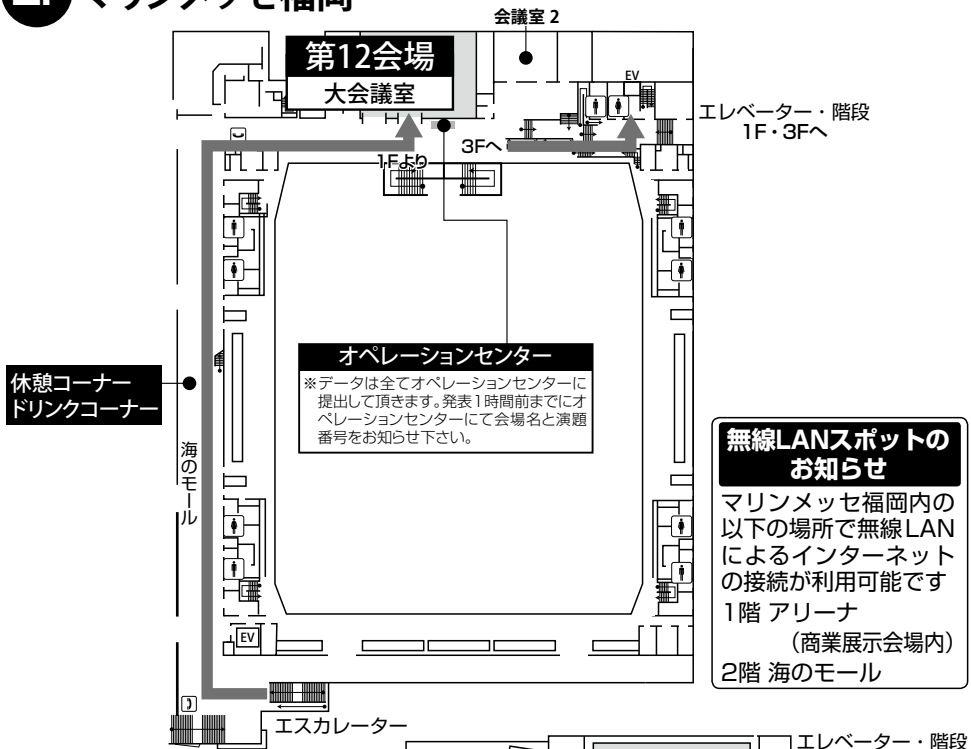 マリンメッセ福岡
会議室 2
第12会場
大会議室
EV
エレベーター・階段
1F・3Fへ
3Fへ
1Fより
オペレーションセンター
※データは全てオペレーションセンターに
提出して頂きます。発表1時間前までにオ
ペレーションセンターにて会場名と演題
番号をお知らせ下さい。
休憩コーナー
ドリンクコーナー
海のモール
無線LANスポットの
お知らせ
マリンメッセ福岡内の
以下の場所で無線LAN
によるインターネット
の接続が利用可能です
1階 アリーナ
（商業展示会場内）
2階 海のモール
EV
エスカレーター
エレベーター・階段